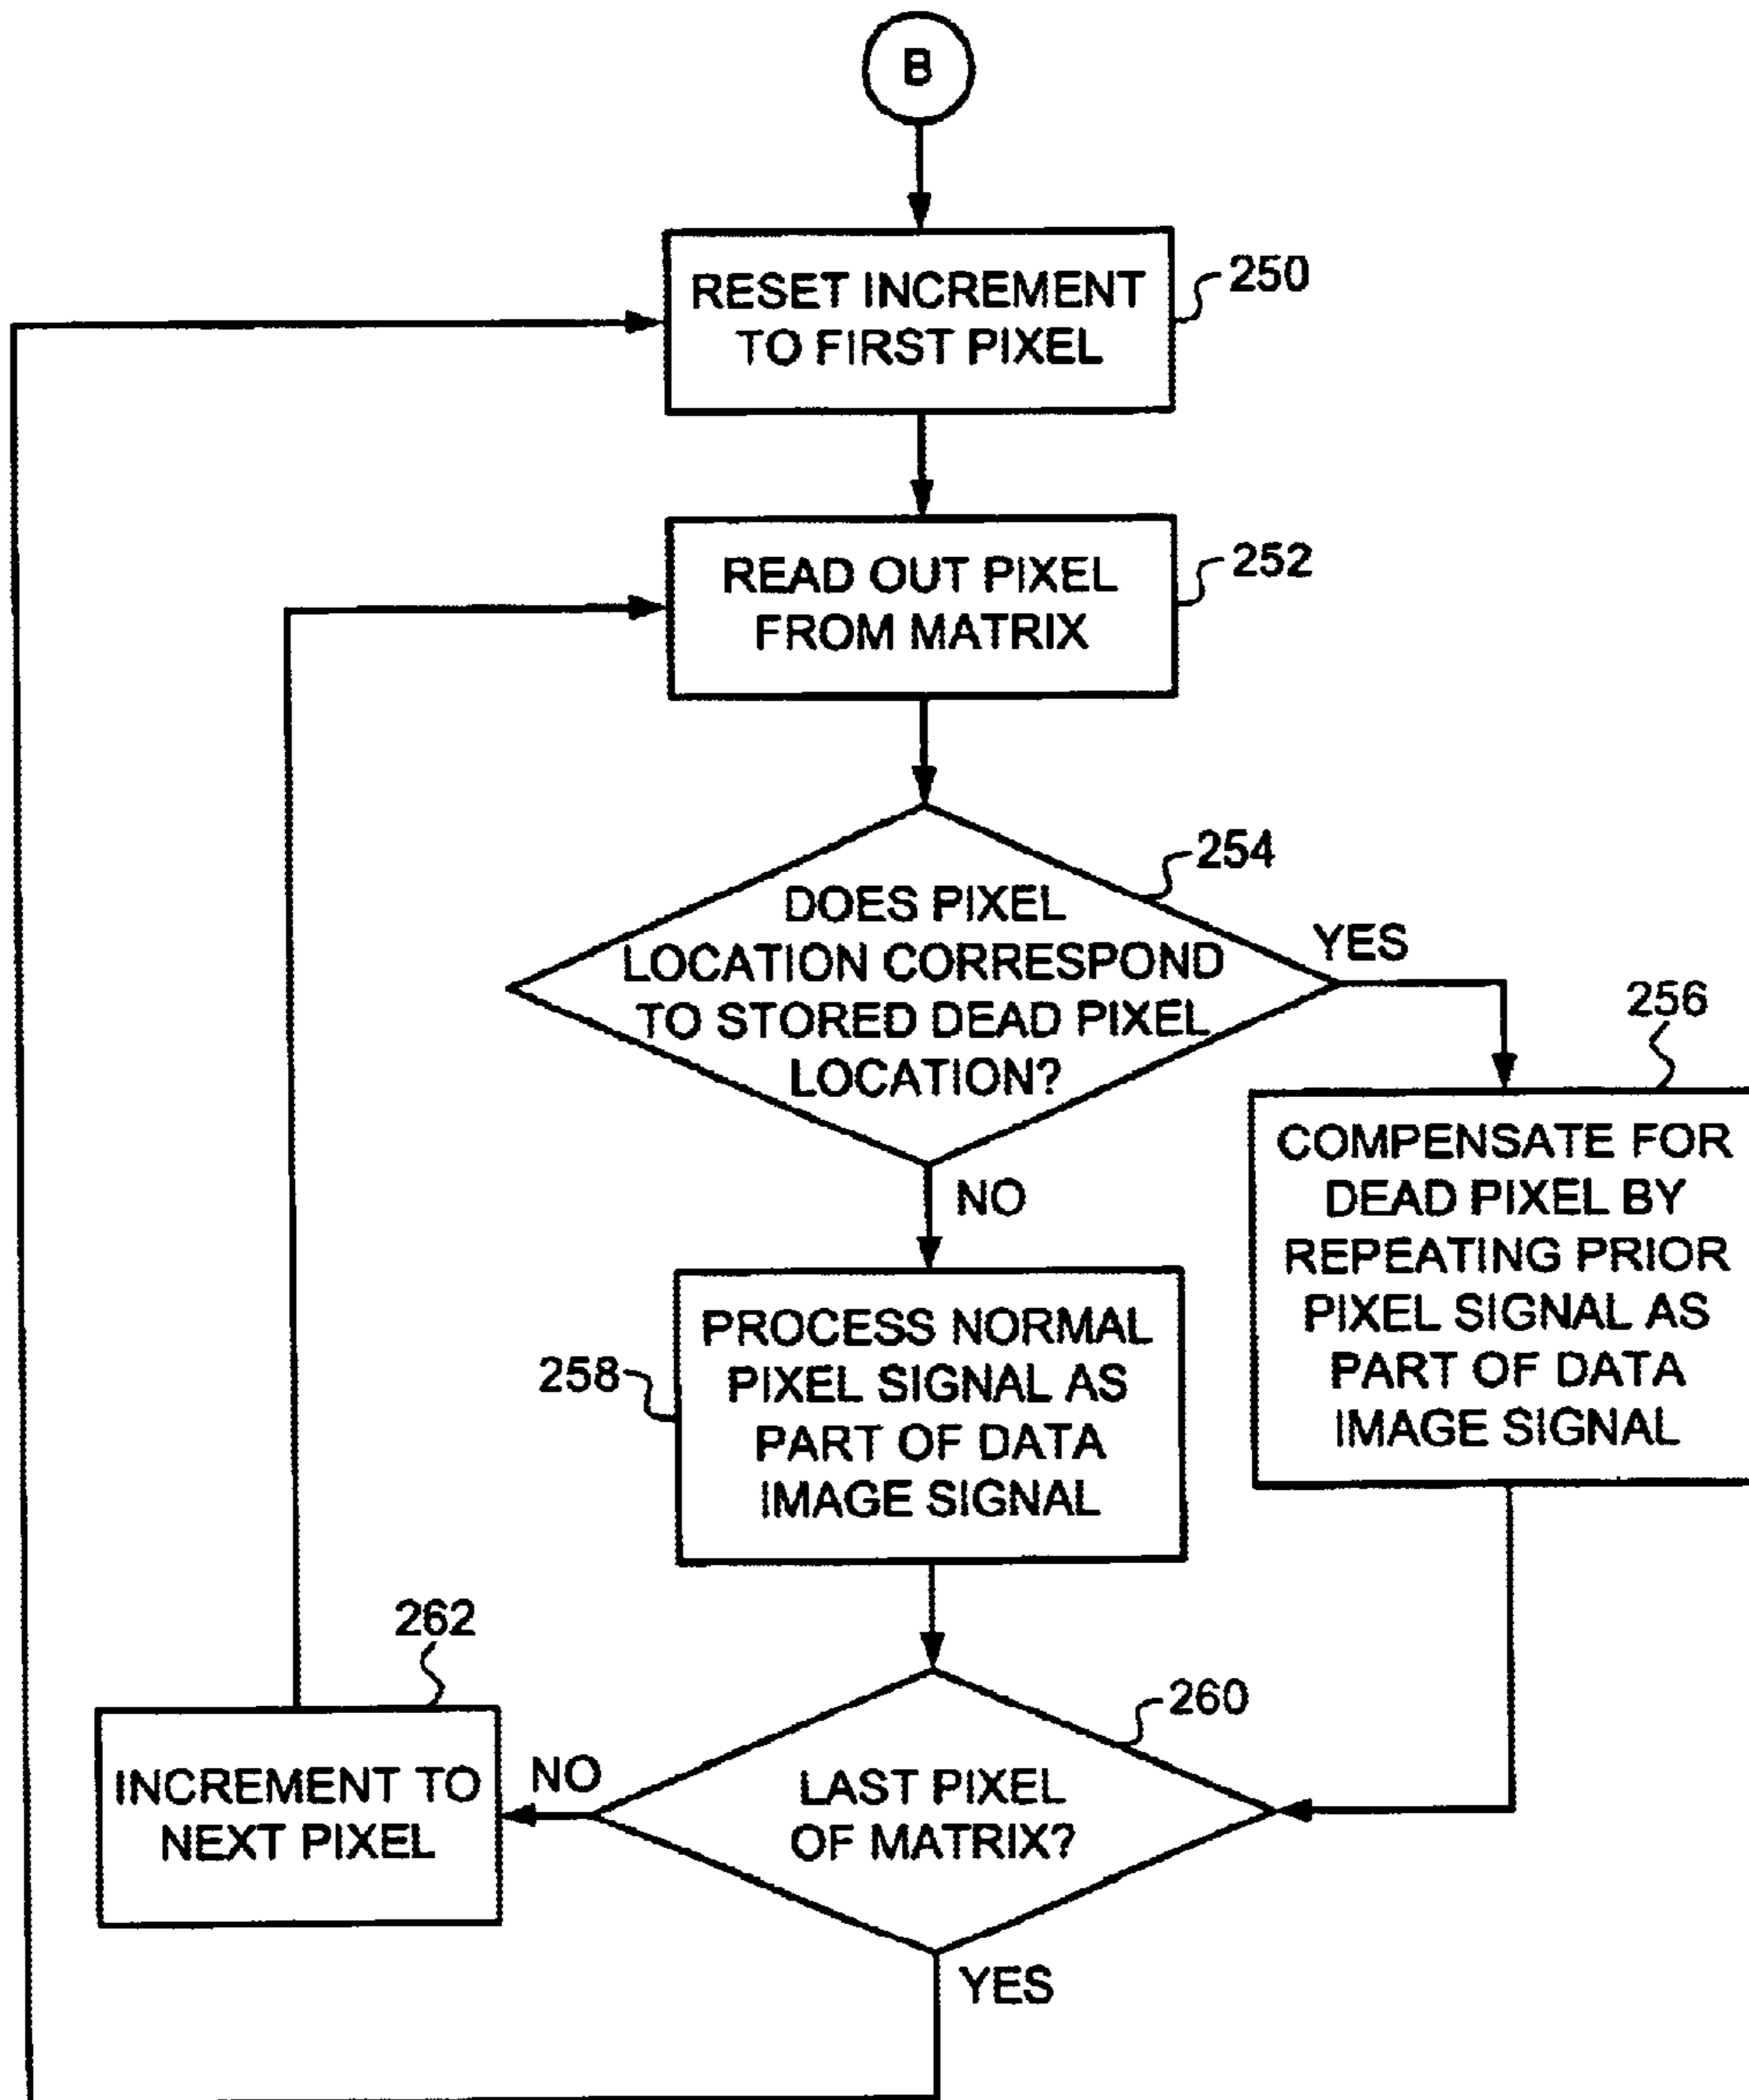 B
RESET INCREMENT
TO FIRST PIXEL
250
READ OUT PIXEL
FROM MATRIX
252
254
DOES PIXEL
LOCATION CORRESPOND
TO STORED DEAD PIXEL
LOCATION?
YES
256
COMPENSATE FOR
DEAD PIXEL BY
REPEATING PRIOR
PIXEL SIGNAL AS
PART OF DATA
IMAGE SIGNAL
NO
258
PROCESS NORMAL
PIXEL SIGNAL AS
PART OF DATA
IMAGE SIGNAL
262
INCREMENT TO
NEXT PIXEL
NO
260
LAST PIXEL
OF MATRIX?
YES